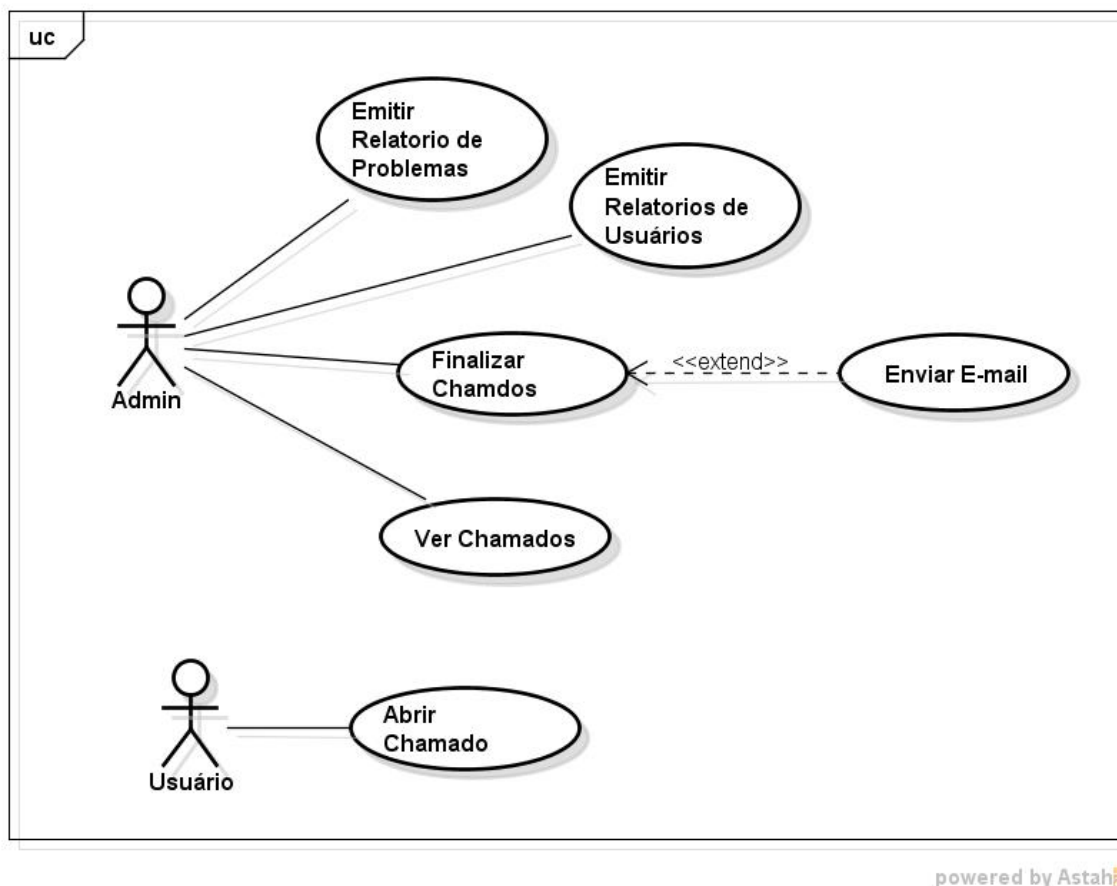 uc
Emitir
Relatorio de
Problemas
Emitir
Relatorios de
Usuários
Admin
Finalizar
Chamdos
<<extend>>
Enviar E-mail
Ver Chamados
Usuário
Abrir
Chamado
powered by Astah